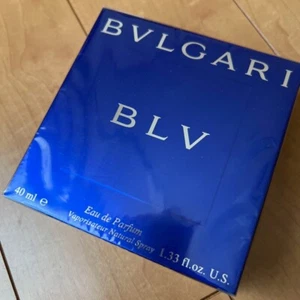 BVLGARI
BLV
Eau de Parfum
Vaporisateur Natural Spray
40 ml e 1.33 fl.oz. U.S.